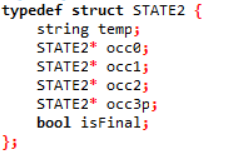 typedef struct STATE2 {
    string temp;
    STATE2* occ0;
    STATE2* occ1;
    STATE2* occ2;
    STATE2* occ3p;
    bool isFinal;
};